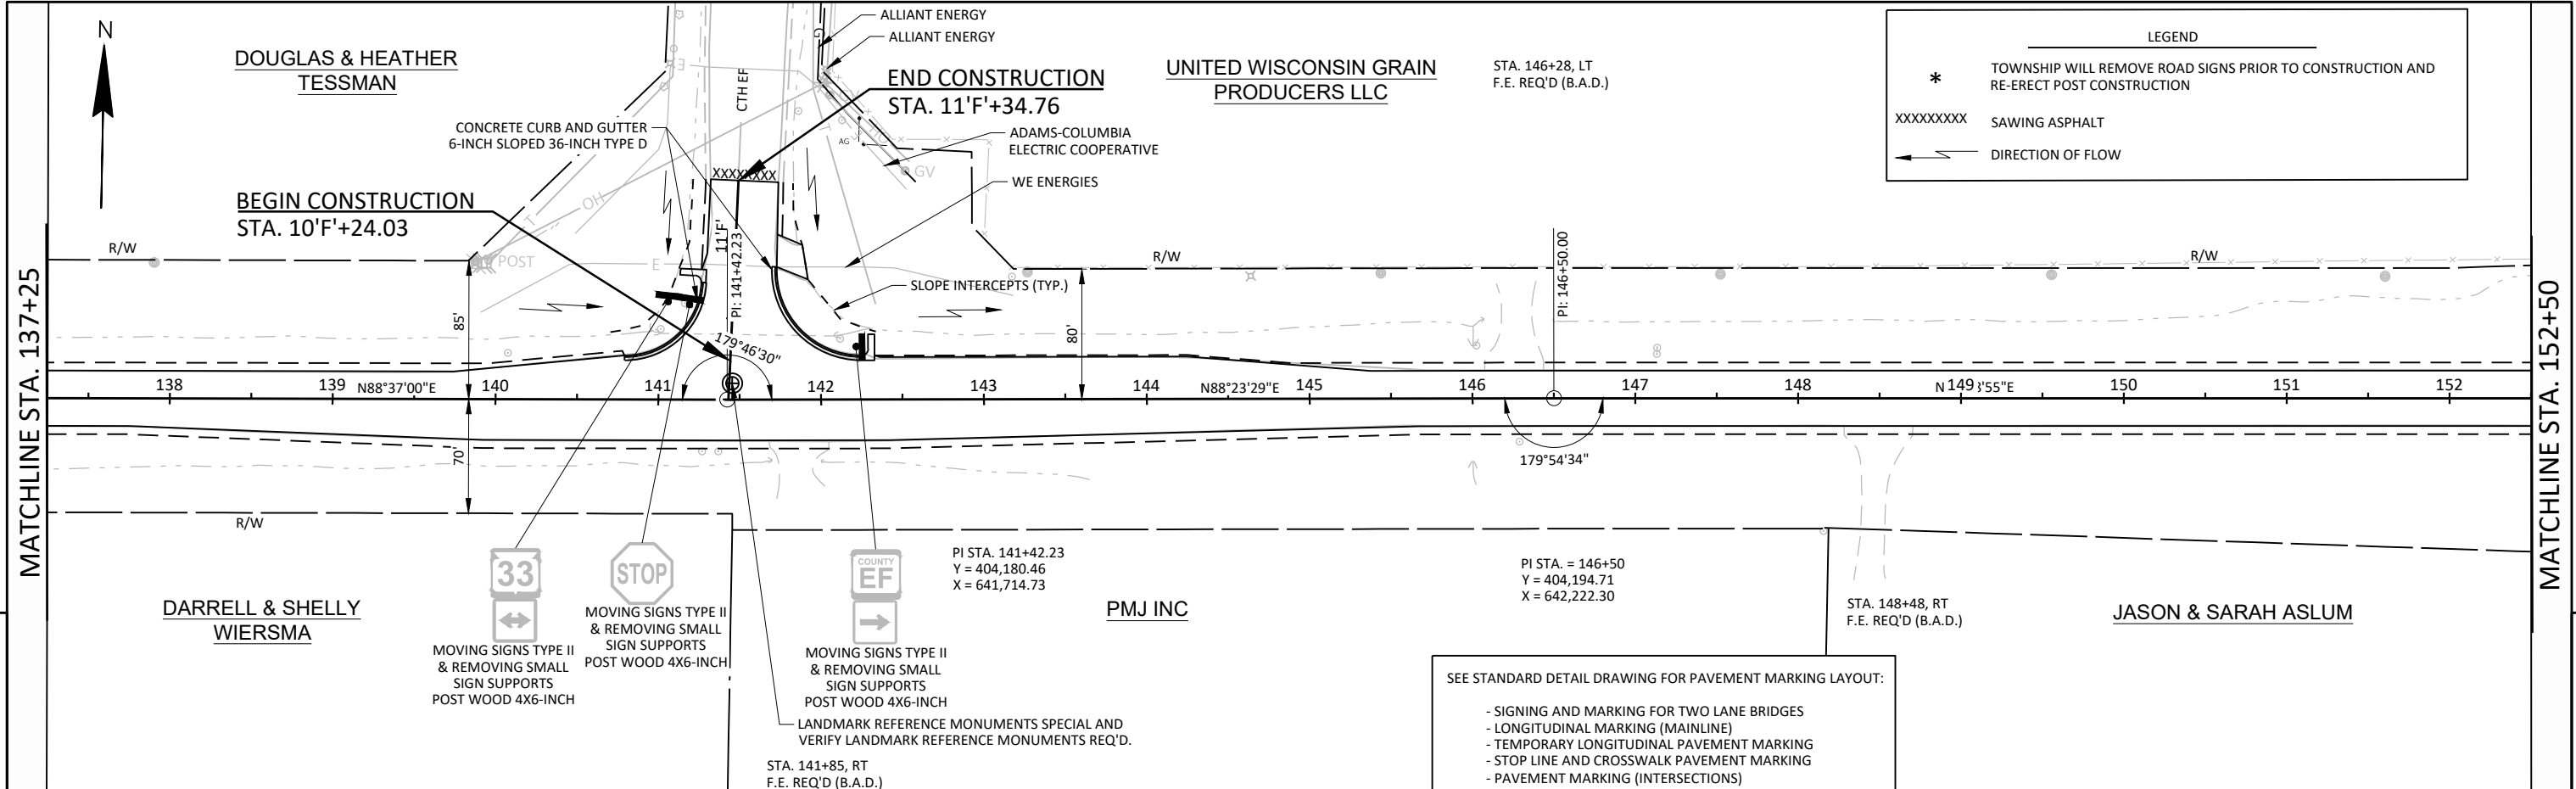 N
DOUGLAS & HEATHER
TESSMAN
ALLIANT ENERGY
ALLIANT ENERGY
G
CTH EF
END CONSTRUCTION
STA. 11'F'+34.76
UNITED WISCONSIN GRAIN
PRODUCERS LLC
STA. 146+28, LT
F.E. REQ'D (B.A.D.)
LEGEND
* TOWNSHIP WILL REMOVE ROAD SIGNS PRIOR TO CONSTRUCTION AND
RE-ERECT POST CONSTRUCTION
XXXXXXXXX SAWING ASPHALT
DIRECTION OF FLOW
CONCRETE CURB AND GUTTER
6-INCH SLOPED 36-INCH TYPE D
ADAMS-COLUMBIA
ELECTRIC COOPERATIVE
AG
GV
XXXXXXXX
WE ENERGIES
BEGIN CONSTRUCTION
STA. 10'F'+24.03
OH
T
T
E
E
POST
R/W
R/W
R/W
11'F'
PI: 141+42.23
PI: 146+50.00
SLOPE INTERCEPTS (TYP.)
MATCHLINE STA. 137+25
MATCHLINE STA. 152+50
85'
80'
179°46'30"
138 139 N88°37'00"E 140 141 142 143 144 N88°23'29"E 145 146 147 148 N 149 3'55"E 150 151 152
70'
179°54'34"
R/W
33
STOP
COUNTY
EF
MOVING SIGNS TYPE II
& REMOVING SMALL
SIGN SUPPORTS
POST WOOD 4X6-INCH
MOVING SIGNS TYPE II
& REMOVING SMALL
SIGN SUPPORTS
POST WOOD 4X6-INCH
MOVING SIGNS TYPE II
& REMOVING SMALL
SIGN SUPPORTS
POST WOOD 4X6-INCH
PI STA. 141+42.23
Y = 404,180.46
X = 641,714.73
PI STA. = 146+50
Y = 404,194.71
X = 642,222.30
DARRELL & SHELLY
WIERSMA
PMJ INC
STA. 148+48, RT
F.E. REQ'D (B.A.D.)
JASON & SARAH ASLUM
LANDMARK REFERENCE MONUMENTS SPECIAL AND
VERIFY LANDMARK REFERENCE MONUMENTS REQ'D.
STA. 141+85, RT
F.E. REQ'D (B.A.D.)
SEE STANDARD DETAIL DRAWING FOR PAVEMENT MARKING LAYOUT:
- SIGNING AND MARKING FOR TWO LANE BRIDGES
- LONGITUDINAL MARKING (MAINLINE)
- TEMPORARY LONGITUDINAL PAVEMENT MARKING
- STOP LINE AND CROSSWALK PAVEMENT MARKING
- PAVEMENT MARKING (INTERSECTIONS)